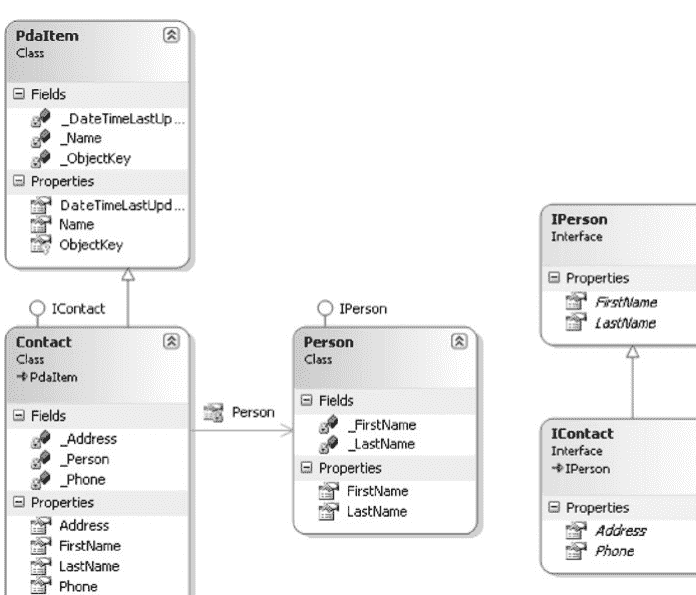 PdaItem
Class
Fields
_DateTimeLastUp...
_Name
_ObjectKey
Properties
DateTimeLastUpd...
Name
ObjectKey
IContact
Contact
Class
PdaItem
Fields
_Address
_Person
_Phone
Properties
Address
FirstName
LastName
Phone
Person
IPerson
Person
Class
Fields
_FirstName
_LastName
Properties
FirstName
LastName
IPerson
Interface
Properties
FirstName
LastName
IContact
Interface
IPerson
Properties
Address
Phone